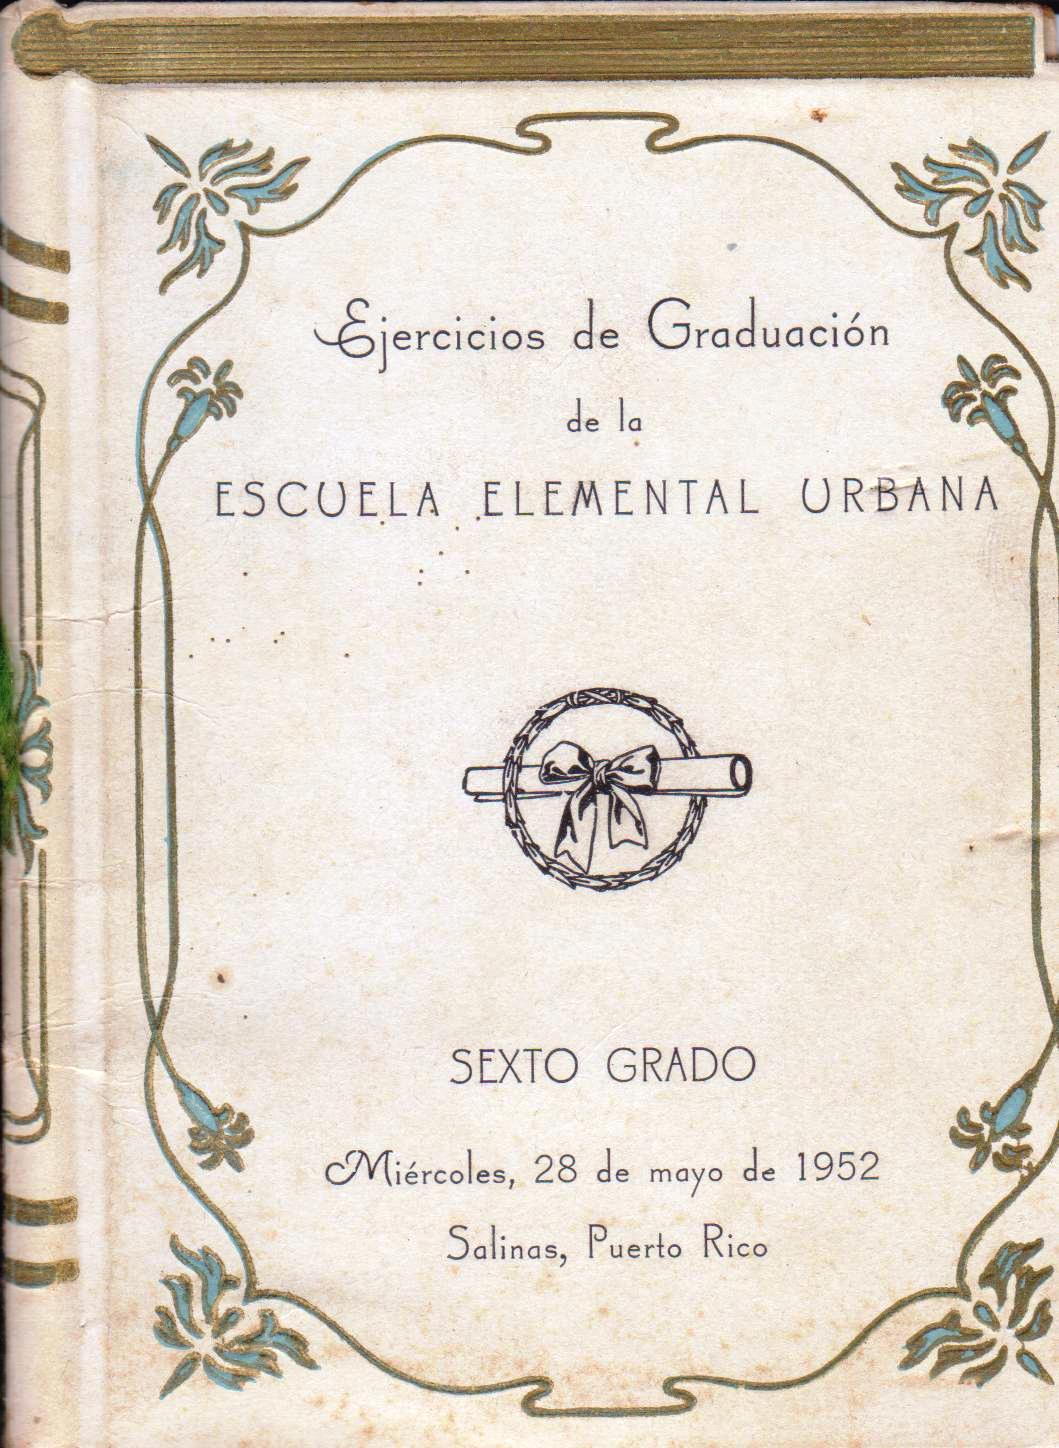 Ejercicios de Graduación
de la
ESCUELA ELEMENTAL URBANA
SEXTO GRADO
Miércoles, 28 de mayo de 1952
Salinas, Puerto Rico